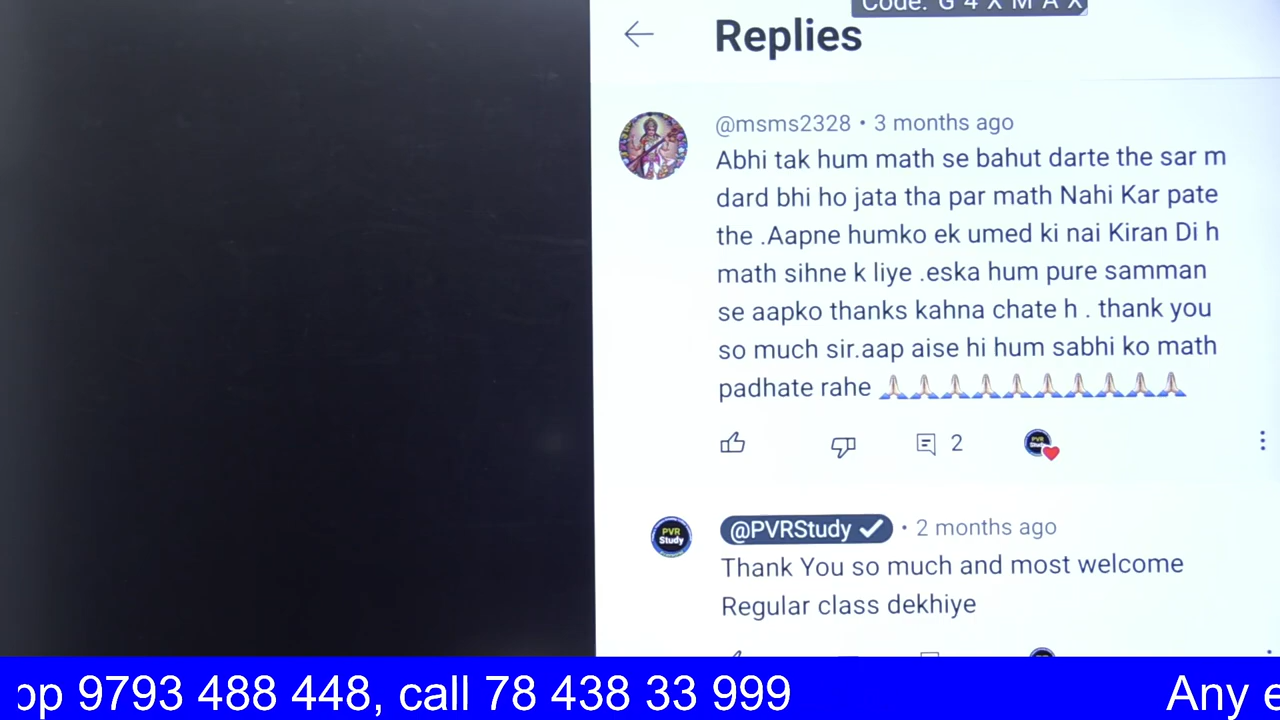 Code: G 4 X M A X
Replies
@msms2328 • 3 months ago
Abhi tak hum math se bahut darte the sar m
dard bhi ho jata tha par math Nahi Kar pate
the .Aapne humko ek umed ki nai Kiran Di h
math sihne k liye .eska hum pure samman
se aapko thanks kahna chate h . thank you
so much sir.aap aise hi hum sabhi ko math
padhate rahe 🙏🙏🙏🙏🙏🙏🙏🙏🙏🙏
2
PVR Study
@PVRStudy • 2 months ago
Thank You so much and most welcome
Regular class dekhiye
9793 488 448, call 78 438 33 999
Any